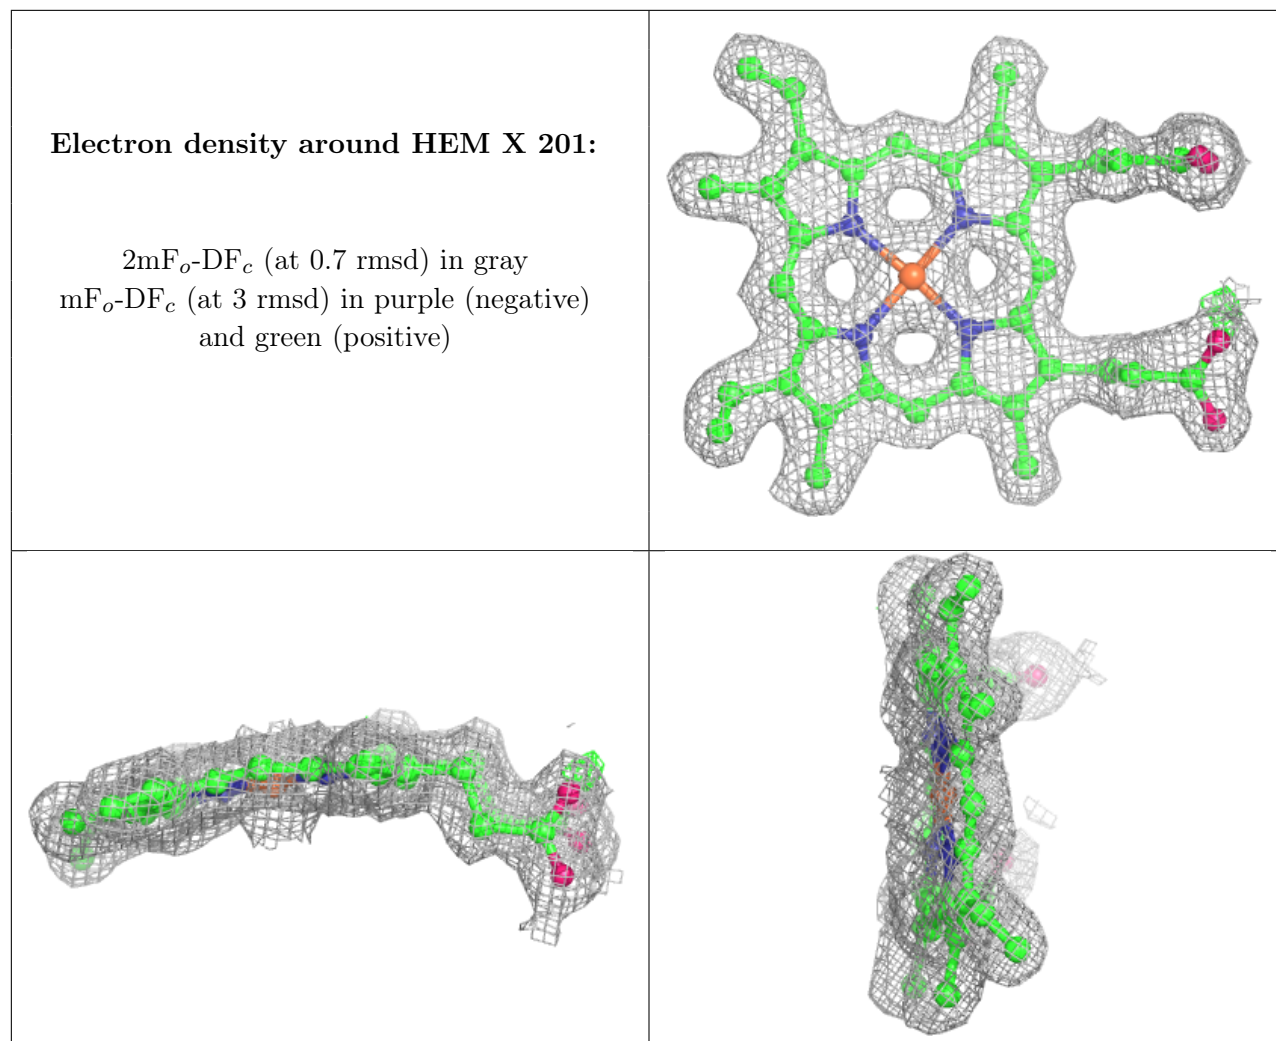 Electron density around HEM X 201:
2mFₒ-DF𝒸 (at 0.7 rmsd) in gray
mFₒ-DF𝒸 (at 3 rmsd) in purple (negative)
and green (positive)